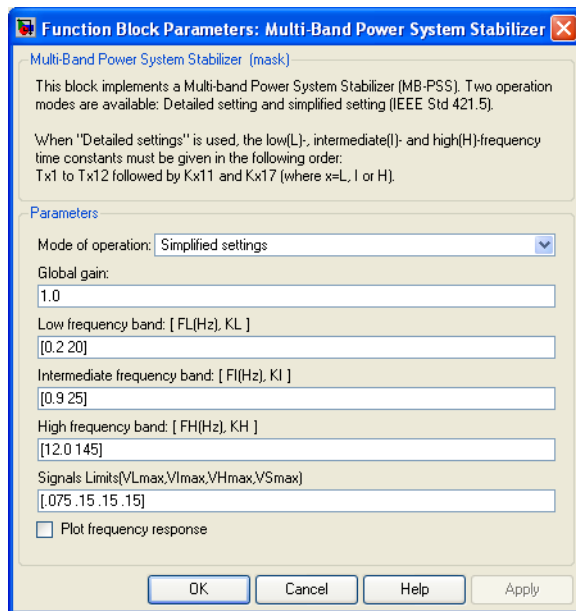 Function Block Parameters: Multi-Band Power System Stabilizer
Multi-Band Power System Stabilizer (mask)
This block implements a Multi-band Power System Stabilizer (MB-PSS). Two operation
modes are available: Detailed setting and simplified setting (IEEE Std 421.5).
When "Detailed settings" is used, the low(L)-, intermediate(I)- and high(H)-frequency
time constants must be given in the following order:
Tx1 to Tx12 followed by Kx11 and Kx17 (where x=L, I or H).
Parameters
Mode of operation: Simplified settings
Global gain:
1.0
Low frequency band: [ FL(Hz), KL ]
[0.2 20]
Intermediate frequency band: [ FI(Hz), KI ]
[0.9 25]
High frequency band: [ FH(Hz), KH ]
[12.0 145]
Signals Limits(VLmax,VImax,VHmax,VSmax)
[.075 .15 .15 .15]
Plot frequency response
OK Cancel Help Apply